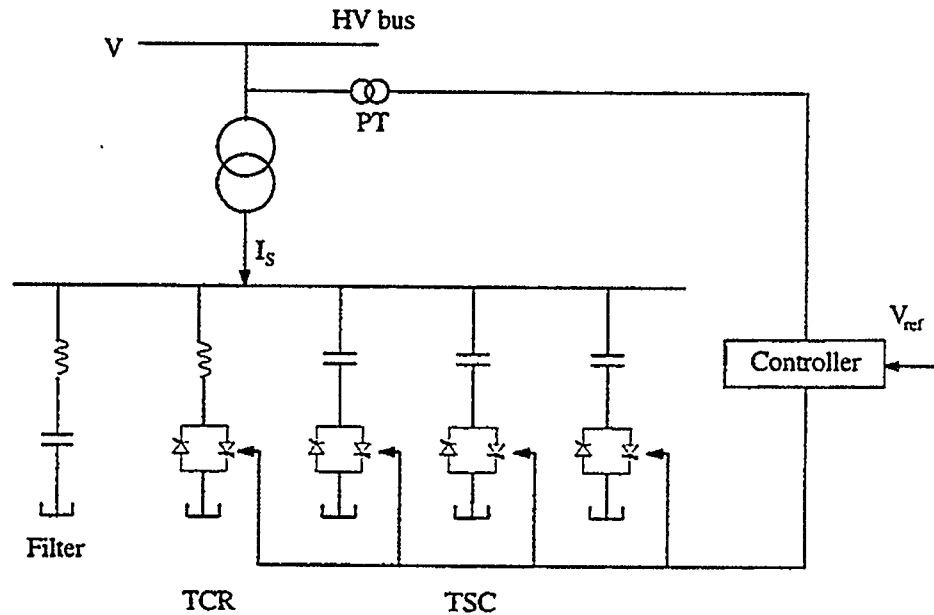 HV bus
V
PT
I_S
V_ref
Controller
Filter
TCR
TSC